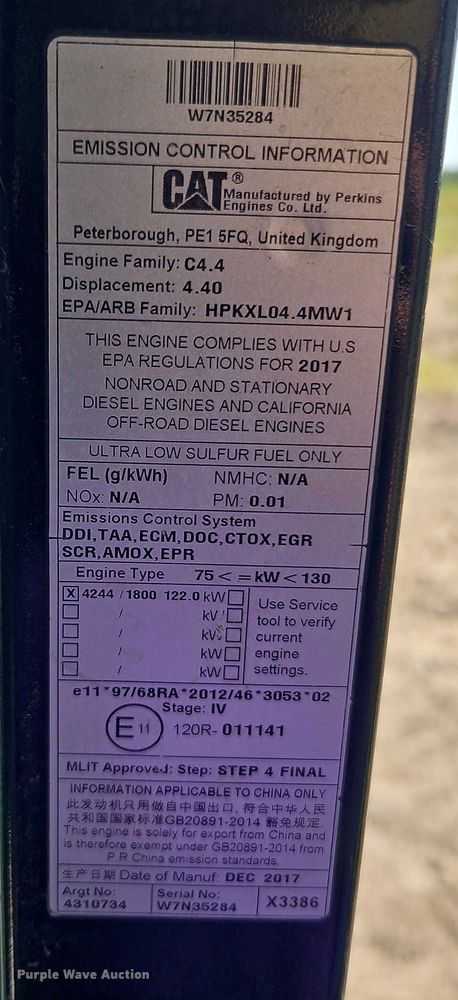 W7N35284
EMISSION CONTROL INFORMATION
CAT® Manufactured by Perkins
Engines Co. Ltd.
Peterborough, PE1 5FQ, United Kingdom
Engine Family: C4.4
Displacement: 4.40
EPA/ARB Family: HPKXL04.4MW1
THIS ENGINE COMPLIES WITH U.S
EPA REGULATIONS FOR 2017
NONROAD AND STATIONARY
DIESEL ENGINES AND CALIFORNIA
OFF-ROAD DIESEL ENGINES
ULTRA LOW SULFUR FUEL ONLY
FEL (g/kWh) NMHC: N/A
NOx: N/A PM: 0.01
Emissions Control System
DDI,TAA,ECM,DOC,CTOX,EGR
SCR,AMOX,EPR
Engine Type 75 < = kW < 130
X 4244 / 1800 122.0 kW
/ kW
/ kW
/ kW
/ kW
Use Service
tool to verify
current
engine
settings.
e11*97/68RA*2012/46*3053*02
Stage: IV
E 11 120R- 011141
MLIT Approved: Step: STEP 4 FINAL
INFORMATION APPLICABLE TO CHINA ONLY
此发动机只用做自中国出口, 符合中华人民
共和国国家标准GB20891-2014 豁免规定.
This engine is solely for export from China and
is therefore exempt under GB20891-2014 from
P R China emission standards.
生产日期 Date of Manuf: DEC 2017
Argt No:
4310734
Serial No:
W7N35284
X3386
Purple Wave Auction